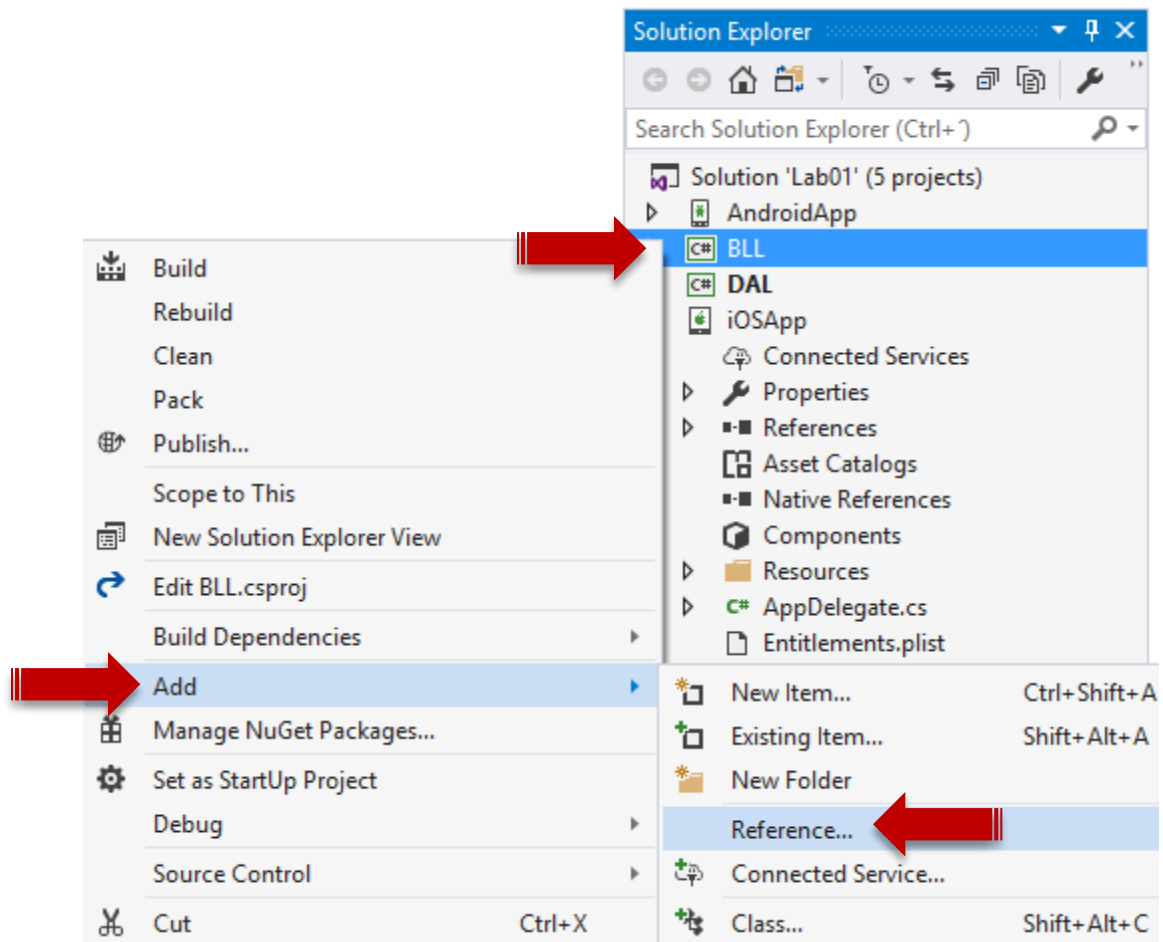 Solution Explorer
Search Solution Explorer (Ctrl+´)
Solution 'Lab01' (5 projects)
AndroidApp
C# BLL
C# DAL
iOSApp
Connected Services
Properties
References
Asset Catalogs
Native References
Components
Resources
C# AppDelegate.cs
Entitlements.plist
Build
Rebuild
Clean
Pack
Publish...
Scope to This
New Solution Explorer View
Edit BLL.csproj
Build Dependencies
Add
Manage NuGet Packages...
Set as StartUp Project
Debug
Source Control
Cut Ctrl+X
New Item... Ctrl+Shift+A
Existing Item... Shift+Alt+A
New Folder
Reference...
Connected Service...
Class... Shift+Alt+C